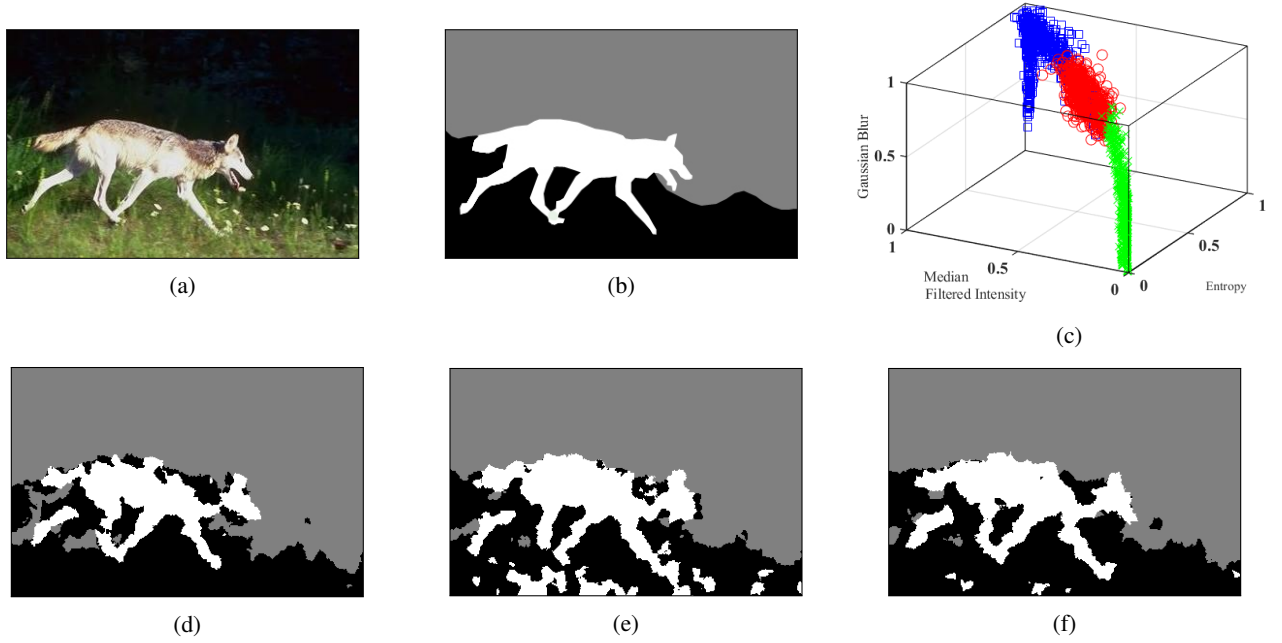 (a)
(b)
1
Gaussian Blur
0.5
0
1
Median
Filtered Intensity
0.5
0
0
Entropy
0.5
1
(c)
(d)
(e)
(f)